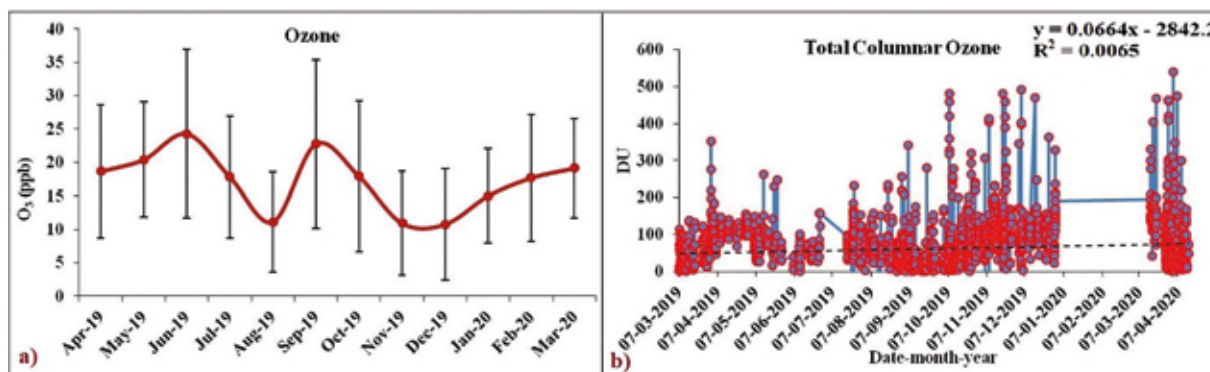 Ozone
40
35
30
25
20
15
10
5
0
O₃ (ppb)
Apr-19
May-19
Jun-19
Jul-19
Aug-19
Sep-19
Oct-19
Nov-19
Dec-19
Jan-20
Feb-20
Mar-20
a)
Total Columnar Ozone
y = 0.0664x - 2842.2
R² = 0.0065
600
500
400
300
200
100
0
DU
07-03-2019
07-04-2019
07-05-2019
07-06-2019
07-07-2019
07-08-2019
07-09-2019
07-10-2019
07-11-2019
07-12-2019
07-01-2020
07-02-2020
07-03-2020
07-04-2020
Date-month-year
b)